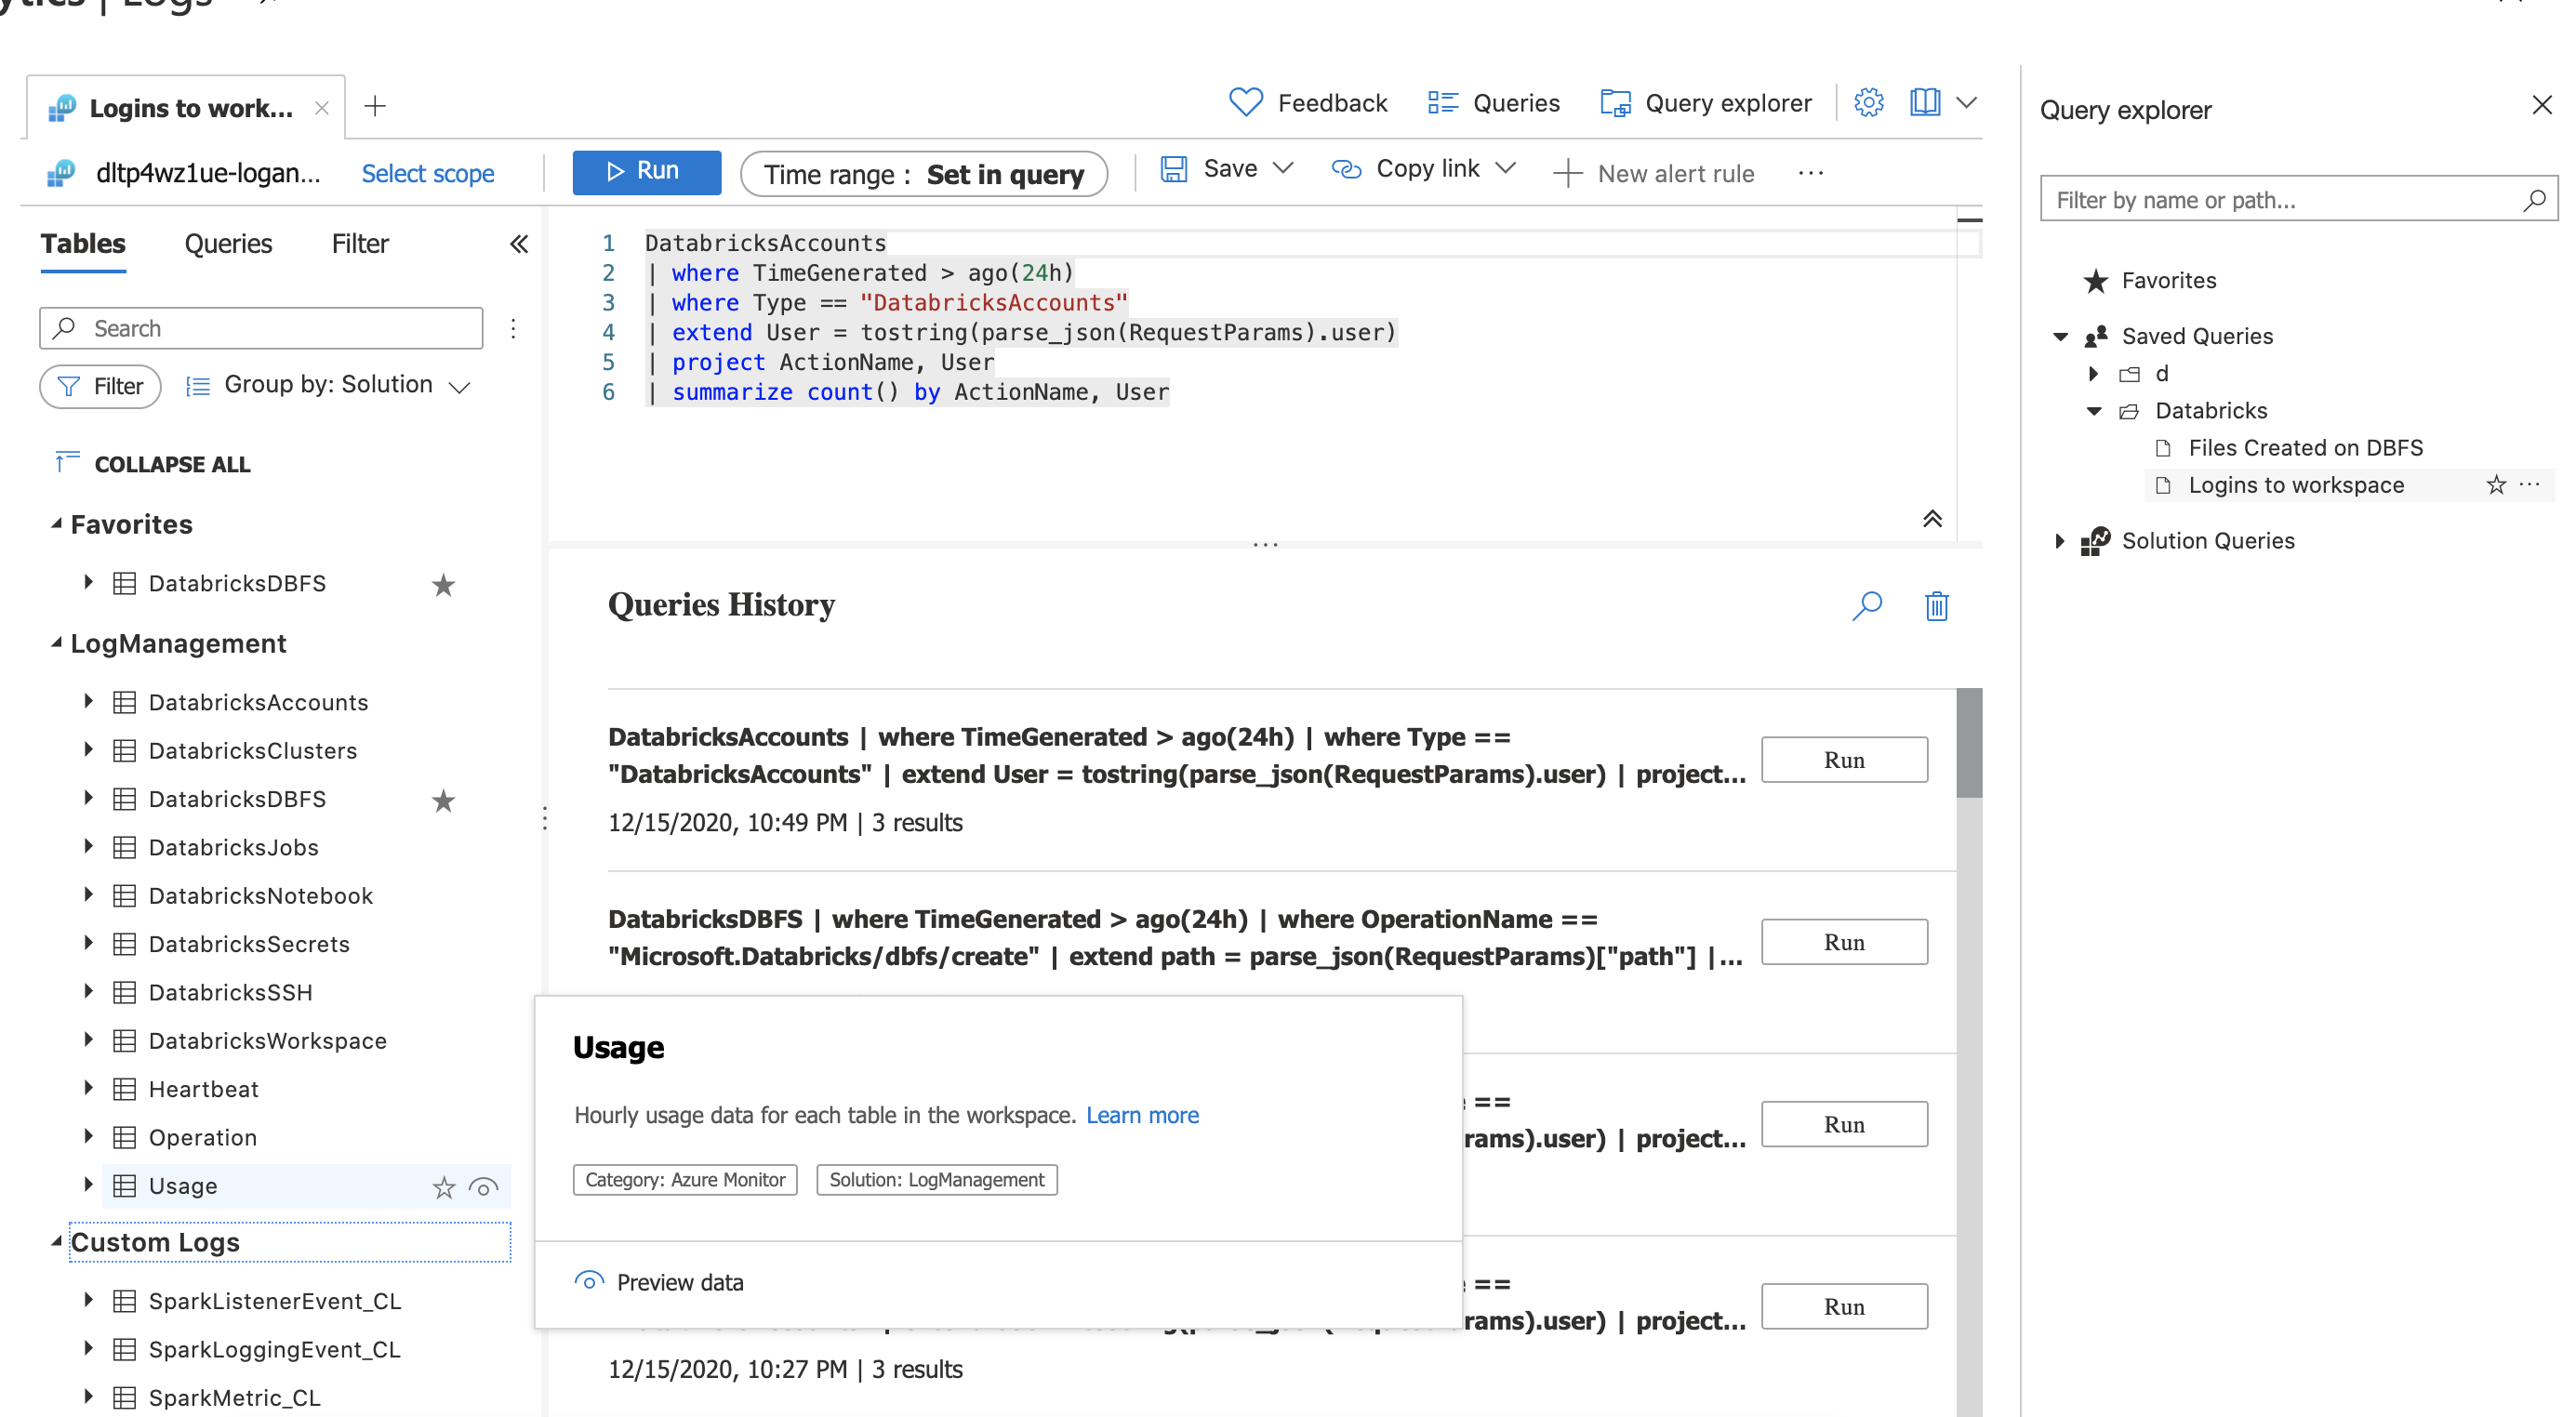 Logs
Logins to work...
Feedback
Queries
Query explorer
dltp4wz1ue-logan...
Select scope
Run
Time range : Set in query
Save
Copy link
New alert rule
...
Tables
Queries
Filter
Search
Filter
Group by: Solution
COLLAPSE ALL
Favorites
DatabricksDBFS
LogManagement
DatabricksAccounts
DatabricksClusters
DatabricksDBFS
DatabricksJobs
DatabricksNotebook
DatabricksSecrets
DatabricksSSH
DatabricksWorkspace
Heartbeat
Operation
Usage
Custom Logs
SparkListenerEvent_CL
SparkLoggingEvent_CL
SparkMetric_CL
1 DatabricksAccounts
2 | where TimeGenerated > ago(24h)
3 | where Type == "DatabricksAccounts"
4 | extend User = tostring(parse_json(RequestParams).user)
5 | project ActionName, User
6 | summarize count() by ActionName, User
Queries History
DatabricksAccounts | where TimeGenerated > ago(24h) | where Type ==
"DatabricksAccounts" | extend User = tostring(parse_json(RequestParams).user) | project...
12/15/2020, 10:49 PM | 3 results
Run
DatabricksDBFS | where TimeGenerated > ago(24h) | where OperationName ==
"Microsoft.Databricks/dbfs/create" | extend path = parse_json(RequestParams)["path"] |...
Run
Usage
Hourly usage data for each table in the workspace. Learn more
Category: Azure Monitor
Solution: LogManagement
Preview data
==
rams).user) | project...
Run
==
rams).user) | project...
12/15/2020, 10:27 PM | 3 results
Run
Query explorer
Filter by name or path...
Favorites
Saved Queries
d
Databricks
Files Created on DBFS
Logins to workspace
...
Solution Queries